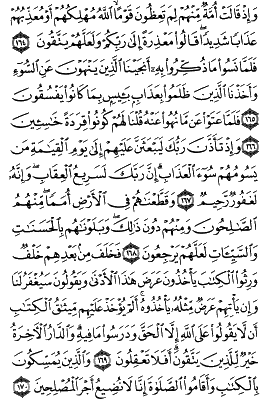 وَإِذۡ قَالَتۡ أُمَّةٞ مِّنۡهُمۡ لِمَ تَعِظُونَ قَوۡمًا ٱللَّهُ مُهۡلِكُهُمۡ أَوۡ مُعَذِّبُهُمۡ
عَذَابٗا شَدِيدٗاۖ قَالُواْ مَعۡذِرَةً إِلَىٰ رَبِّكُمۡ وَلَعَلَّهُمۡ يَتَّقُونَ ١٦٤
فَلَمَّا نَسُواْ مَا ذُكِّرُواْ بِهِۦٓ أَنجَيۡنَا ٱلَّذِينَ يَنۡهَوۡنَ عَنِ ٱلسُّوٓءِ
وَأَخَذۡنَا ٱلَّذِينَ ظَلَمُواْ بِعَذَابِۭ بَـِٔيسِۭ بِمَا كَانُواْ يَفۡسُقُونَ
١٦٥ فَلَمَّا عَتَوۡاْ عَن مَّا نُهُواْ عَنۡهُ قُلۡنَا لَهُمۡ كُونُواْ قِرَدَةً خَٰسِـِٔينَ
١٦٦ وَإِذۡ تَأَذَّنَ رَبُّكَ لَيَبۡعَثَنَّ عَلَيۡهِمۡ إِلَىٰ يَوۡمِ ٱلۡقِيَٰمَةِ مَن
يَسُومُهُمۡ سُوٓءَ ٱلۡعَذَابِۗ إِنَّ رَبَّكَ لَسَرِيعُ ٱلۡعِقَابِ وَإِنَّهُۥ
لَغَفُورٞ رَّحِيمٞ ١٦٧ وَقَطَّعۡنَٰهُمۡ فِي ٱلۡأَرۡضِ أُمَمٗاۖ مِّنۡهُمُ
ٱلصَّٰلِحُونَ وَمِنۡهُمۡ دُونَ ذَٰلِكَۖ وَبَلَوۡنَٰهُم بِٱلۡحَسَنَٰتِ
وَٱلسَّيِّـَٔاتِ لَعَلَّهُمۡ يَرۡجِعُونَ ١٦٨ فَخَلَفَ مِنۢ بَعۡدِهِمۡ خَلۡفٞ
وَرِثُواْ ٱلۡكِتَٰبَ يَأۡخُذُونَ عَرَضَ هَٰذَا ٱلۡأَدۡنَىٰ وَيَقُولُونَ سَيُغۡفَرُ لَنَا
وَإِن يَأۡتِهِمۡ عَرَضٞ مِّثۡلُهُۥ يَأۡخُذُوهُۚ أَلَمۡ يُؤۡخَذۡ عَلَيۡهِم مِّيثَٰقُ ٱلۡكِتَٰبِ
أَن لَّا يَقُولُواْ عَلَى ٱللَّهِ إِلَّا ٱلۡحَقَّ وَدَرَسُواْ مَا فِيهِۗ وَٱلدَّارُ ٱلۡأٓخِرَةُ
خَيۡرٞ لِّلَّذِينَ يَتَّقُونَۚ أَفَلَا تَعۡقِلُونَ ١٦٩ وَٱلَّذِينَ يُمَسِّكُونَ
بِٱلۡكِتَٰبِ وَأَقَامُواْ ٱلصَّلَوٰةَ إِنَّا لَا نُضِيعُ أَجۡرَ ٱلۡمُصۡلِحِينَ ١٧٠